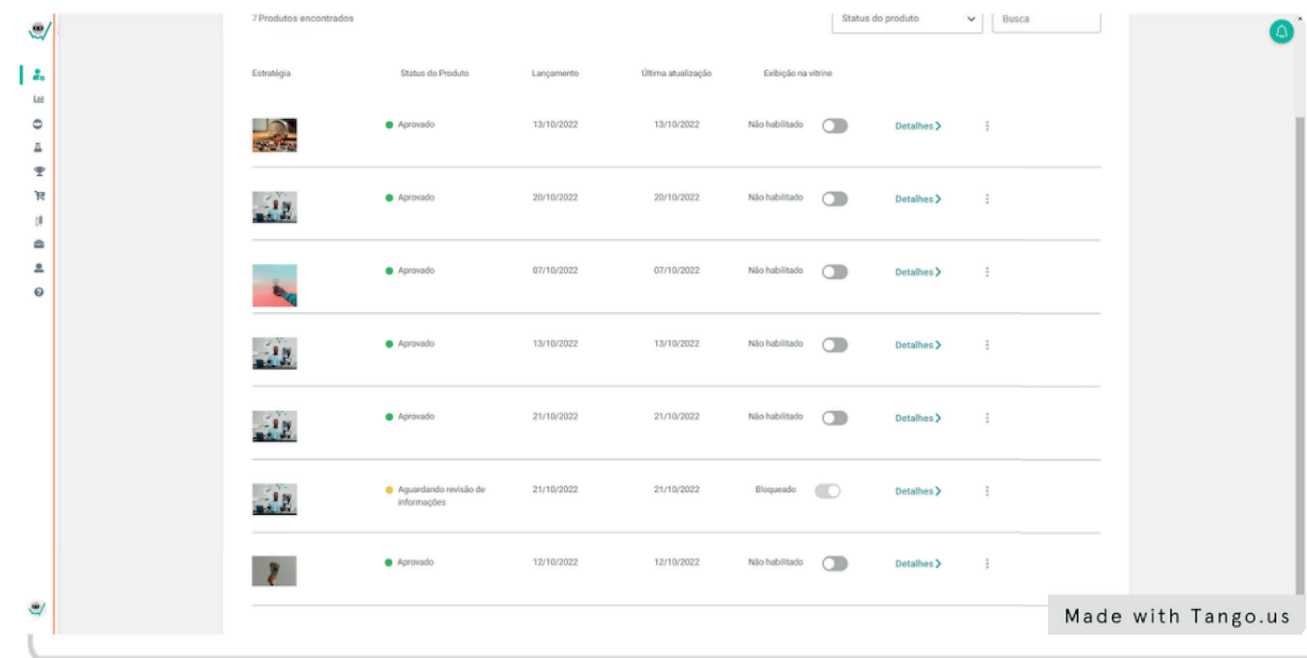 7 Produtos encontrados
Status do produto
Busca
Estratégia Status do Produto Lançamento Última atualização Exibição na vitrine
Aprovado 13/10/2022 13/10/2022 Não habilitado Detalhes
Aprovado 20/10/2022 20/10/2022 Não habilitado Detalhes
Aprovado 07/10/2022 07/10/2022 Não habilitado Detalhes
Aprovado 13/10/2022 13/10/2022 Não habilitado Detalhes
Aprovado 21/10/2022 21/10/2022 Não habilitado Detalhes
Aguardando revisão de 21/10/2022 21/10/2022 Bloqueado Detalhes
informações
Aprovado 12/10/2022 12/10/2022 Não habilitado Detalhes
Made with Tango.us